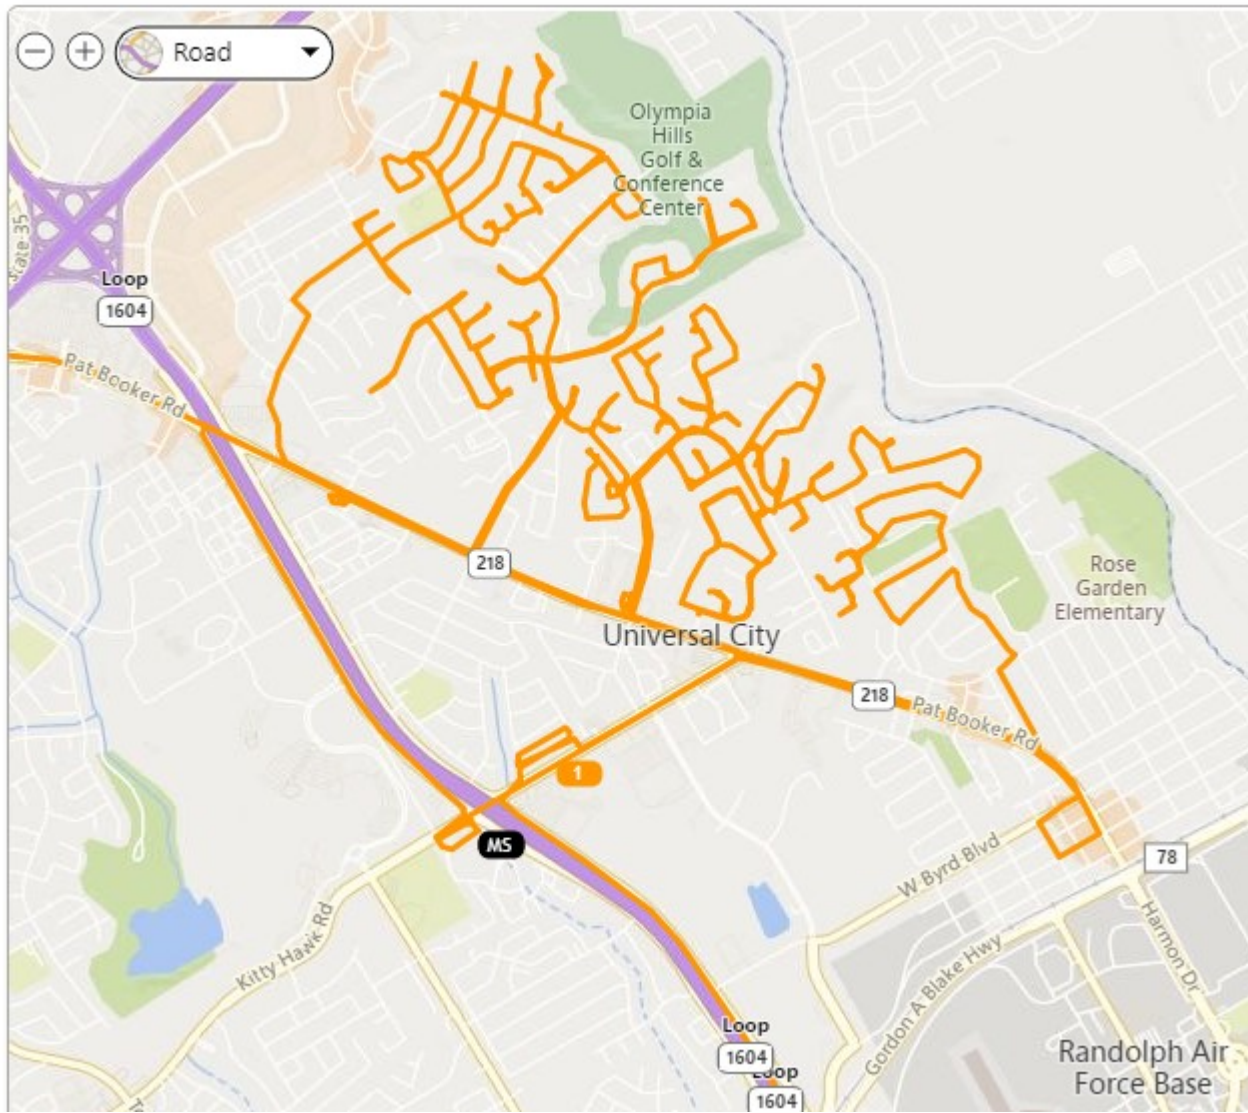 Road
Olympia
Hills
Golf &
Conference
Center
Loop
1604
Pat Booker Rd
218
Rose
Garden
Elementary
Universal City
218
Pat Booker Rd
1
MS
W Byrd Blvd
78
Kitty Hawk Rd
Gordon A Blake Hwy
Harmon Dr
Loop
1604
Loop
1604
Randolph Air
Force Base